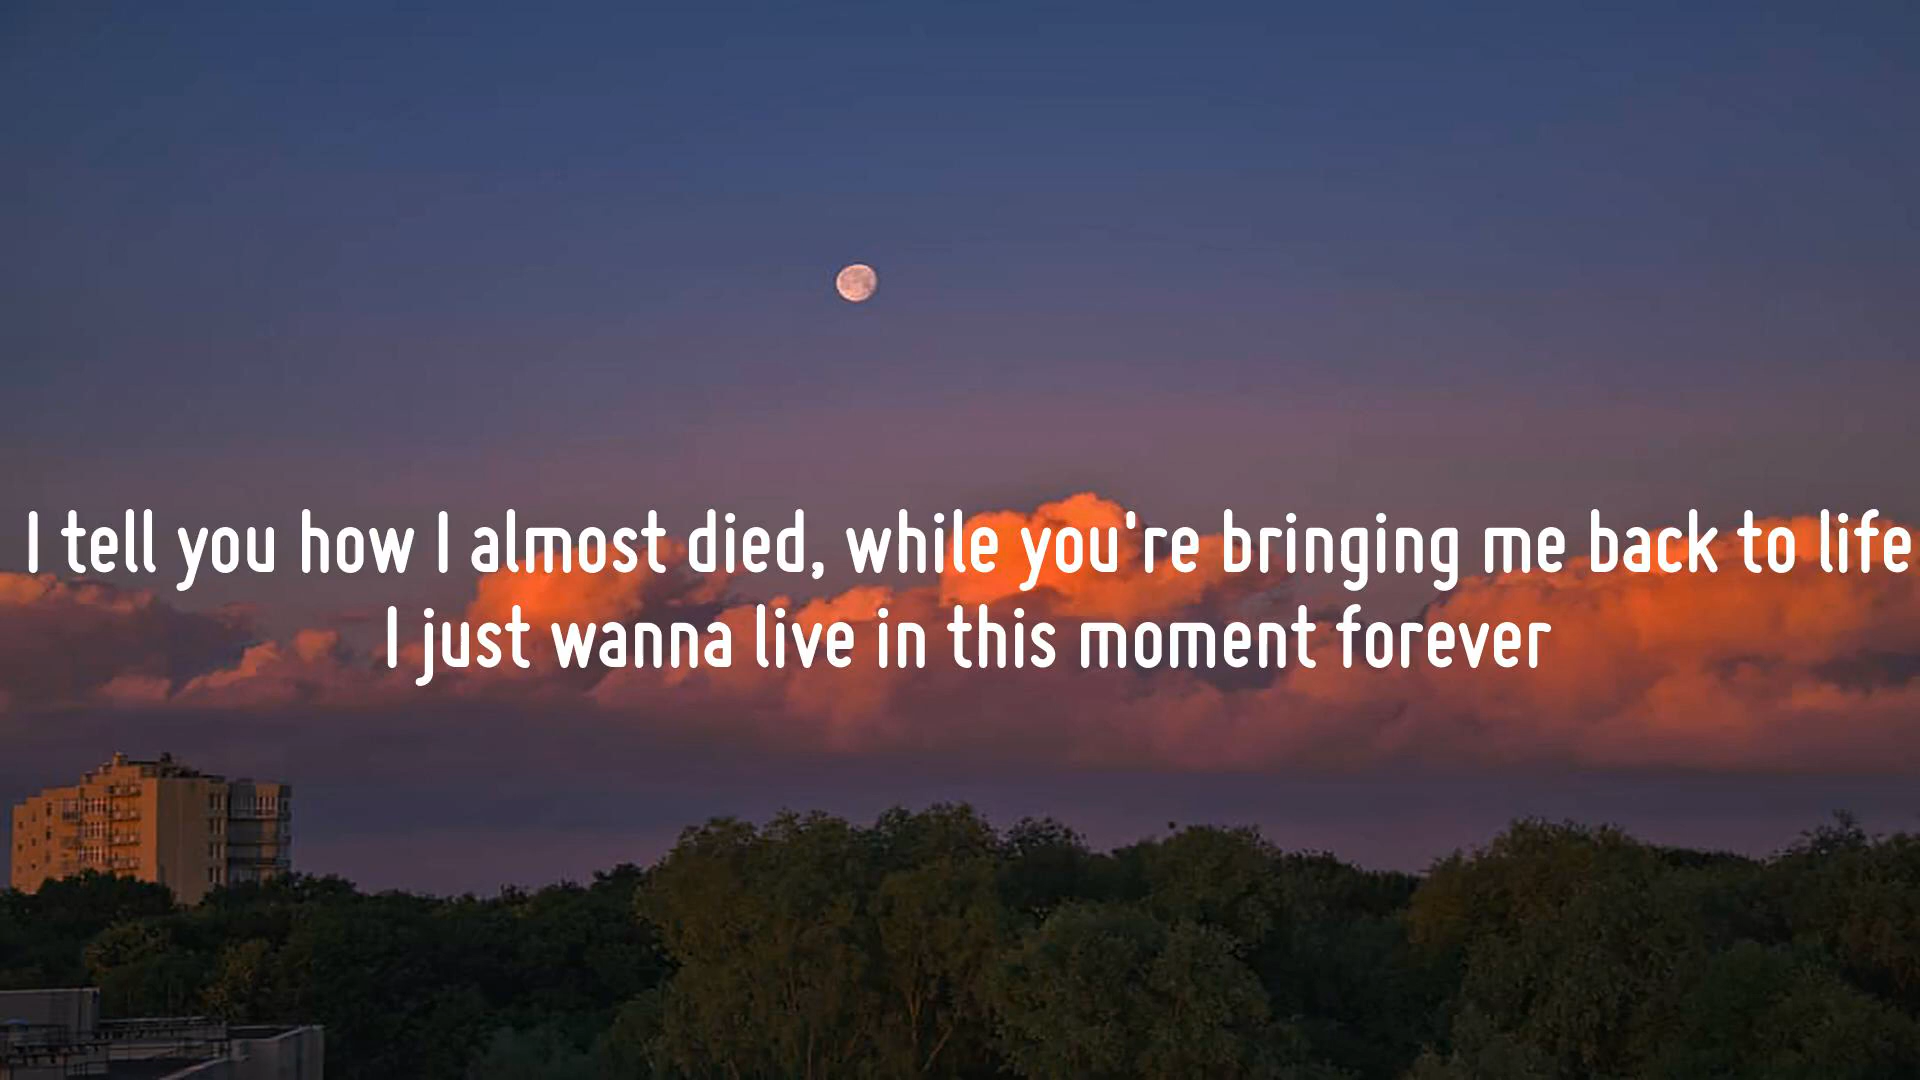 I tell you how I almost died, while you're bringing me back to life
I just wanna live in this moment forever